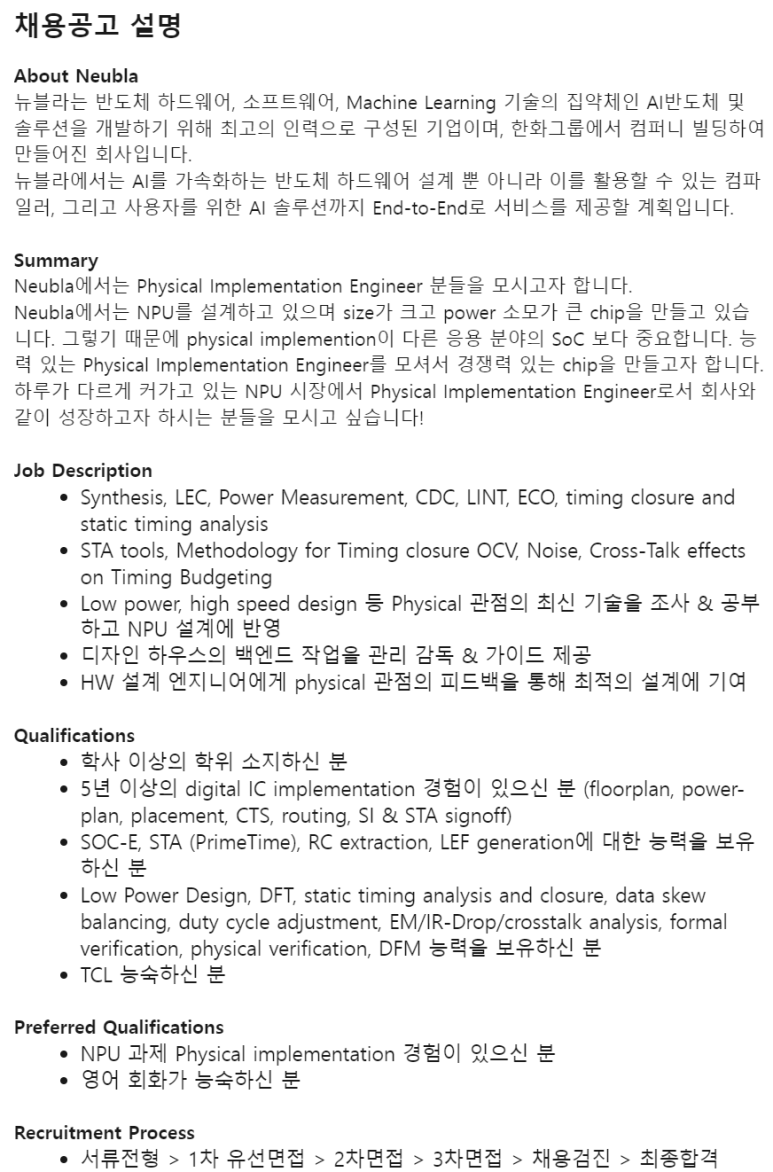 채용공고 설명
About Neubla
뉴블라는 반도체 하드웨어, 소프트웨어, Machine Learning 기술의 집약체인 AI반도체 및
솔루션을 개발하기 위해 최고의 인력으로 구성된 기업이며, 한화그룹에서 컴퍼니 빌딩하여
만들어진 회사입니다.
뉴블라에서는 AI를 가속화하는 반도체 하드웨어 설계 뿐 아니라 이를 활용할 수 있는 컴파
일러, 그리고 사용자를 위한 AI 솔루션까지 End-to-End로 서비스를 제공할 계획입니다.
Summary
Neubla에서는 Physical Implementation Engineer 분들을 모시고자 합니다.
Neubla에서는 NPU를 설계하고 있으며 size가 크고 power 소모가 큰 chip을 만들고 있습
니다. 그렇기 때문에 physical implemention이 다른 응용 분야의 SoC 보다 중요합니다. 능
력 있는 Physical Implementation Engineer를 모셔서 경쟁력 있는 chip을 만들고자 합니다.
하루가 다르게 커가고 있는 NPU 시장에서 Physical Implementation Engineer로서 회사와
같이 성장하고자 하시는 분들을 모시고 싶습니다!
Job Description
• Synthesis, LEC, Power Measurement, CDC, LINT, ECO, timing closure and
static timing analysis
• STA tools, Methodology for Timing closure OCV, Noise, Cross-Talk effects
on Timing Budgeting
• Low power, high speed design 등 Physical 관점의 최신 기술을 조사 & 공부
하고 NPU 설계에 반영
• 디자인 하우스의 백엔드 작업을 관리 감독 & 가이드 제공
• HW 설계 엔지니어에게 physical 관점의 피드백을 통해 최적의 설계에 기여
Qualifications
• 학사 이상의 학위 소지하신 분
• 5년 이상의 digital IC implementation 경험이 있으신 분 (floorplan, power-
plan, placement, CTS, routing, SI & STA signoff)
• SOC-E, STA (PrimeTime), RC extraction, LEF generation에 대한 능력을 보유
하신 분
• Low Power Design, DFT, static timing analysis and closure, data skew
balancing, duty cycle adjustment, EM/IR-Drop/crosstalk analysis, formal
verification, physical verification, DFM 능력을 보유하신 분
• TCL 능숙하신 분
Preferred Qualifications
• NPU 과제 Physical implementation 경험이 있으신 분
• 영어 회화가 능숙하신 분
Recruitment Process
• 서류전형 > 1차 유선면접 > 2차면접 > 3차면접 > 채용검진 > 최종합격